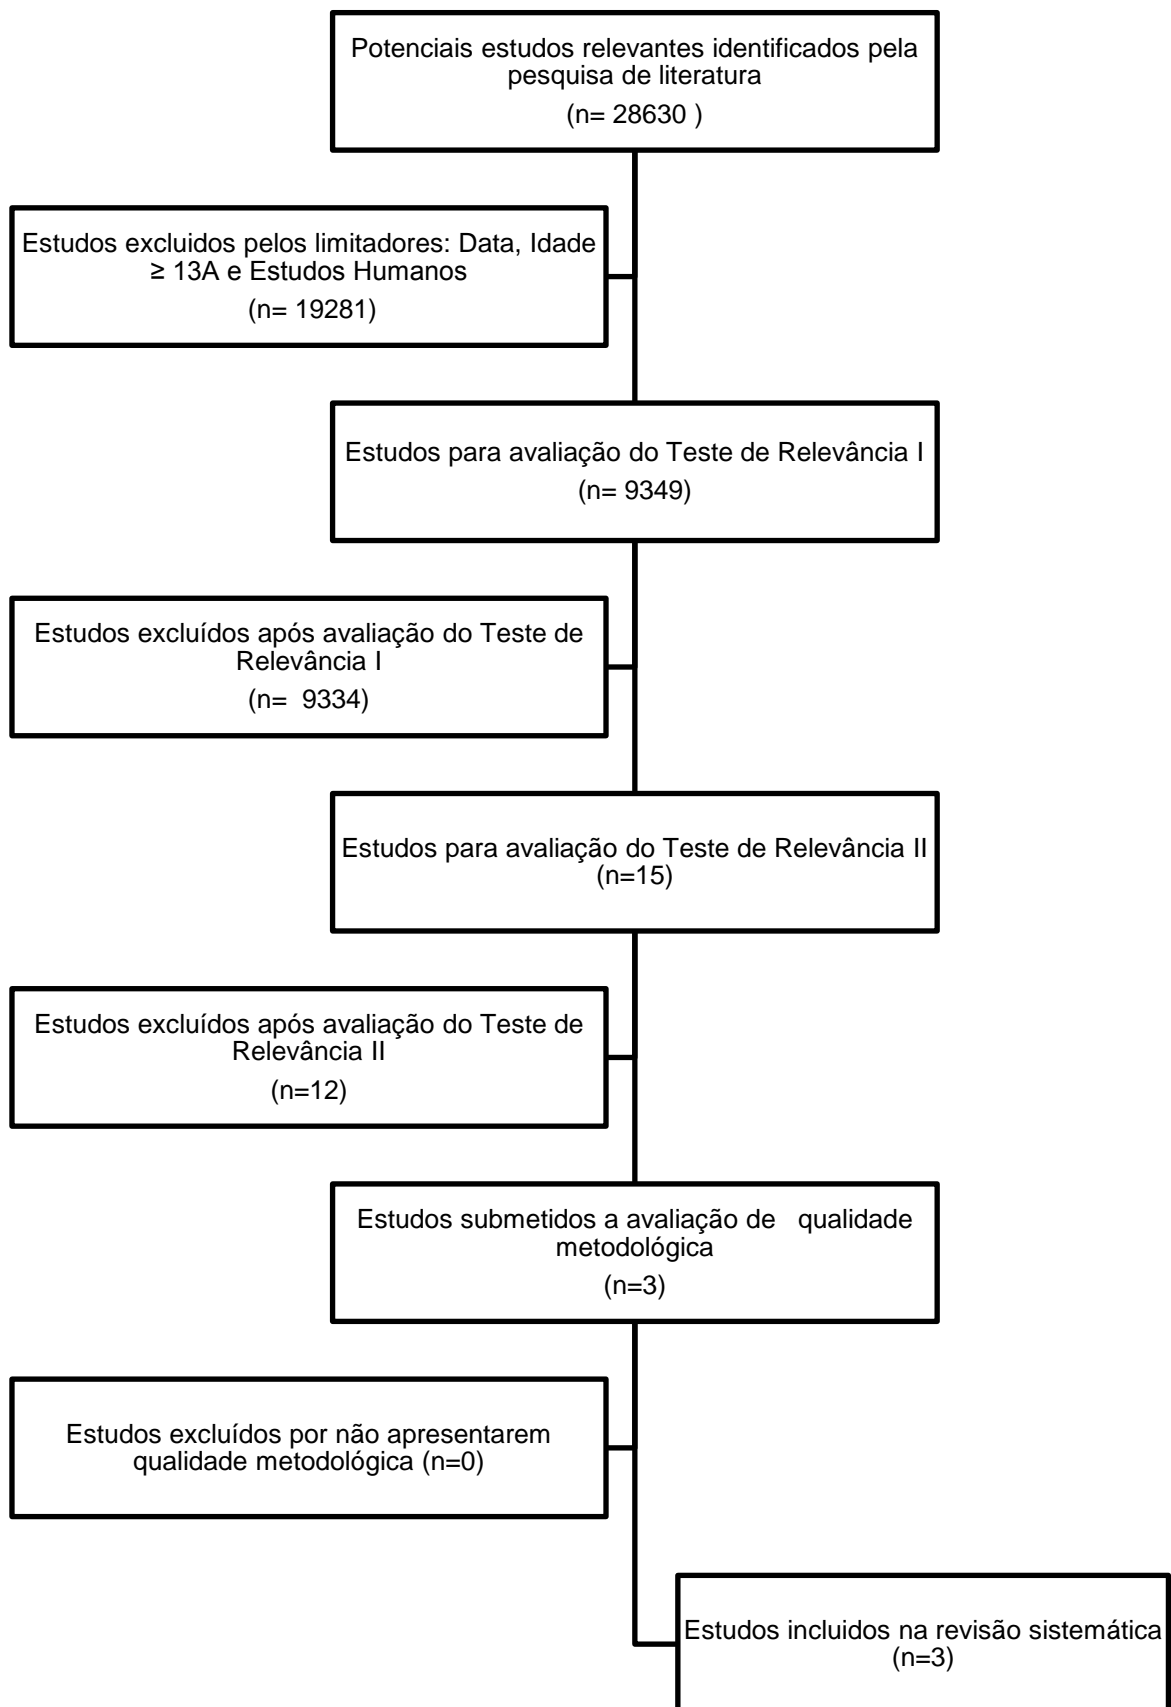 Potenciais estudos relevantes identificados pela
pesquisa de literatura
(n= 28630 )
Estudos excluidos pelos limitadores: Data, Idade
≥ 13A e Estudos Humanos
(n= 19281)
Estudos para avaliação do Teste de Relevância I
(n= 9349)
Estudos excluídos após avaliação do Teste de
Relevância I
(n=  9334)
Estudos para avaliação do Teste de Relevância II
(n=15)
Estudos excluídos após avaliação do Teste de
Relevância II
(n=12)
Estudos submetidos a avaliação de   qualidade
metodológica
(n=3)
Estudos excluídos por não apresentarem
qualidade metodológica (n=0)
Estudos incluidos na revisão sistemática
(n=3)